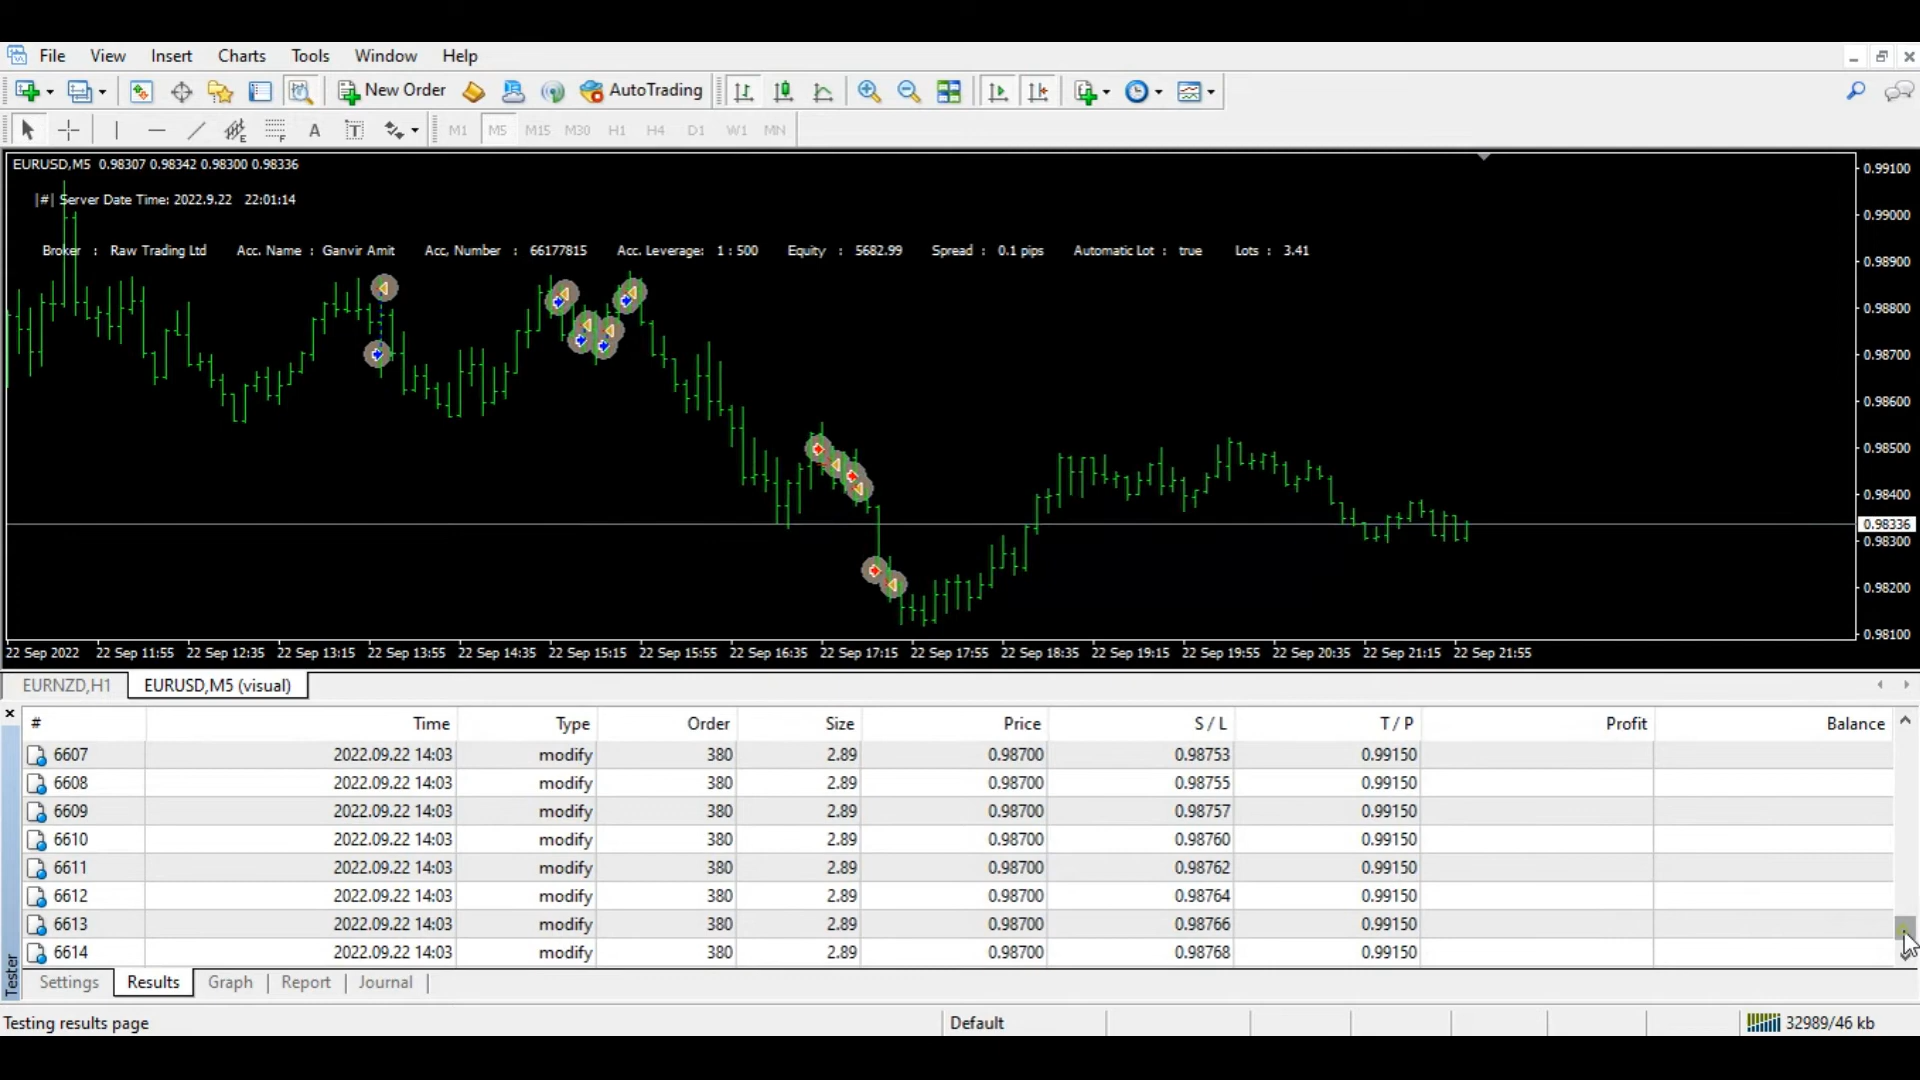 File View Insert Charts Tools Window Help
New Order AutoTrading
A T M1 M5 M15 M30 H1 H4 D1 W1 MN
EURUSD,M5 0.98307 0.98342 0.98300 0.98336
|#| Server Date Time: 2022.9.22 22:01:14
Broker : Raw Trading Ltd Acc. Name : Ganvir Amit Acc, Number : 66177815 Acc. Leverage: 1 : 500 Equity : 5682.99 Spread : 0.1 pips Automatic Lot : true Lots : 3.41
0.99100
0.99000
0.98900
0.98800
0.98700
0.98600
0.98500
0.98400
0.98336
0.98300
0.98200
0.98100
22 Sep 2022 22 Sep 11:55 22 Sep 12:35 22 Sep 13:15 22 Sep 13:55 22 Sep 14:35 22 Sep 15:15 22 Sep 15:55 22 Sep 16:35 22 Sep 17:15 22 Sep 17:55 22 Sep 18:35 22 Sep 19:15 22 Sep 19:55 22 Sep 20:35 22 Sep 21:15 22 Sep 21:55
EURNZD,H1 EURUSD,M5 (visual)
# Time Type Order Size Price S / L T / P Profit Balance
6607 2022.09.22 14:03 modify 380 2.89 0.98700 0.98753 0.99150
6608 2022.09.22 14:03 modify 380 2.89 0.98700 0.98755 0.99150
6609 2022.09.22 14:03 modify 380 2.89 0.98700 0.98757 0.99150
6610 2022.09.22 14:03 modify 380 2.89 0.98700 0.98760 0.99150
6611 2022.09.22 14:03 modify 380 2.89 0.98700 0.98762 0.99150
6612 2022.09.22 14:03 modify 380 2.89 0.98700 0.98764 0.99150
6613 2022.09.22 14:03 modify 380 2.89 0.98700 0.98766 0.99150
6614 2022.09.22 14:03 modify 380 2.89 0.98700 0.98768 0.99150
Tester
Settings Results Graph Report Journal
Testing results page Default 32989/46 kb